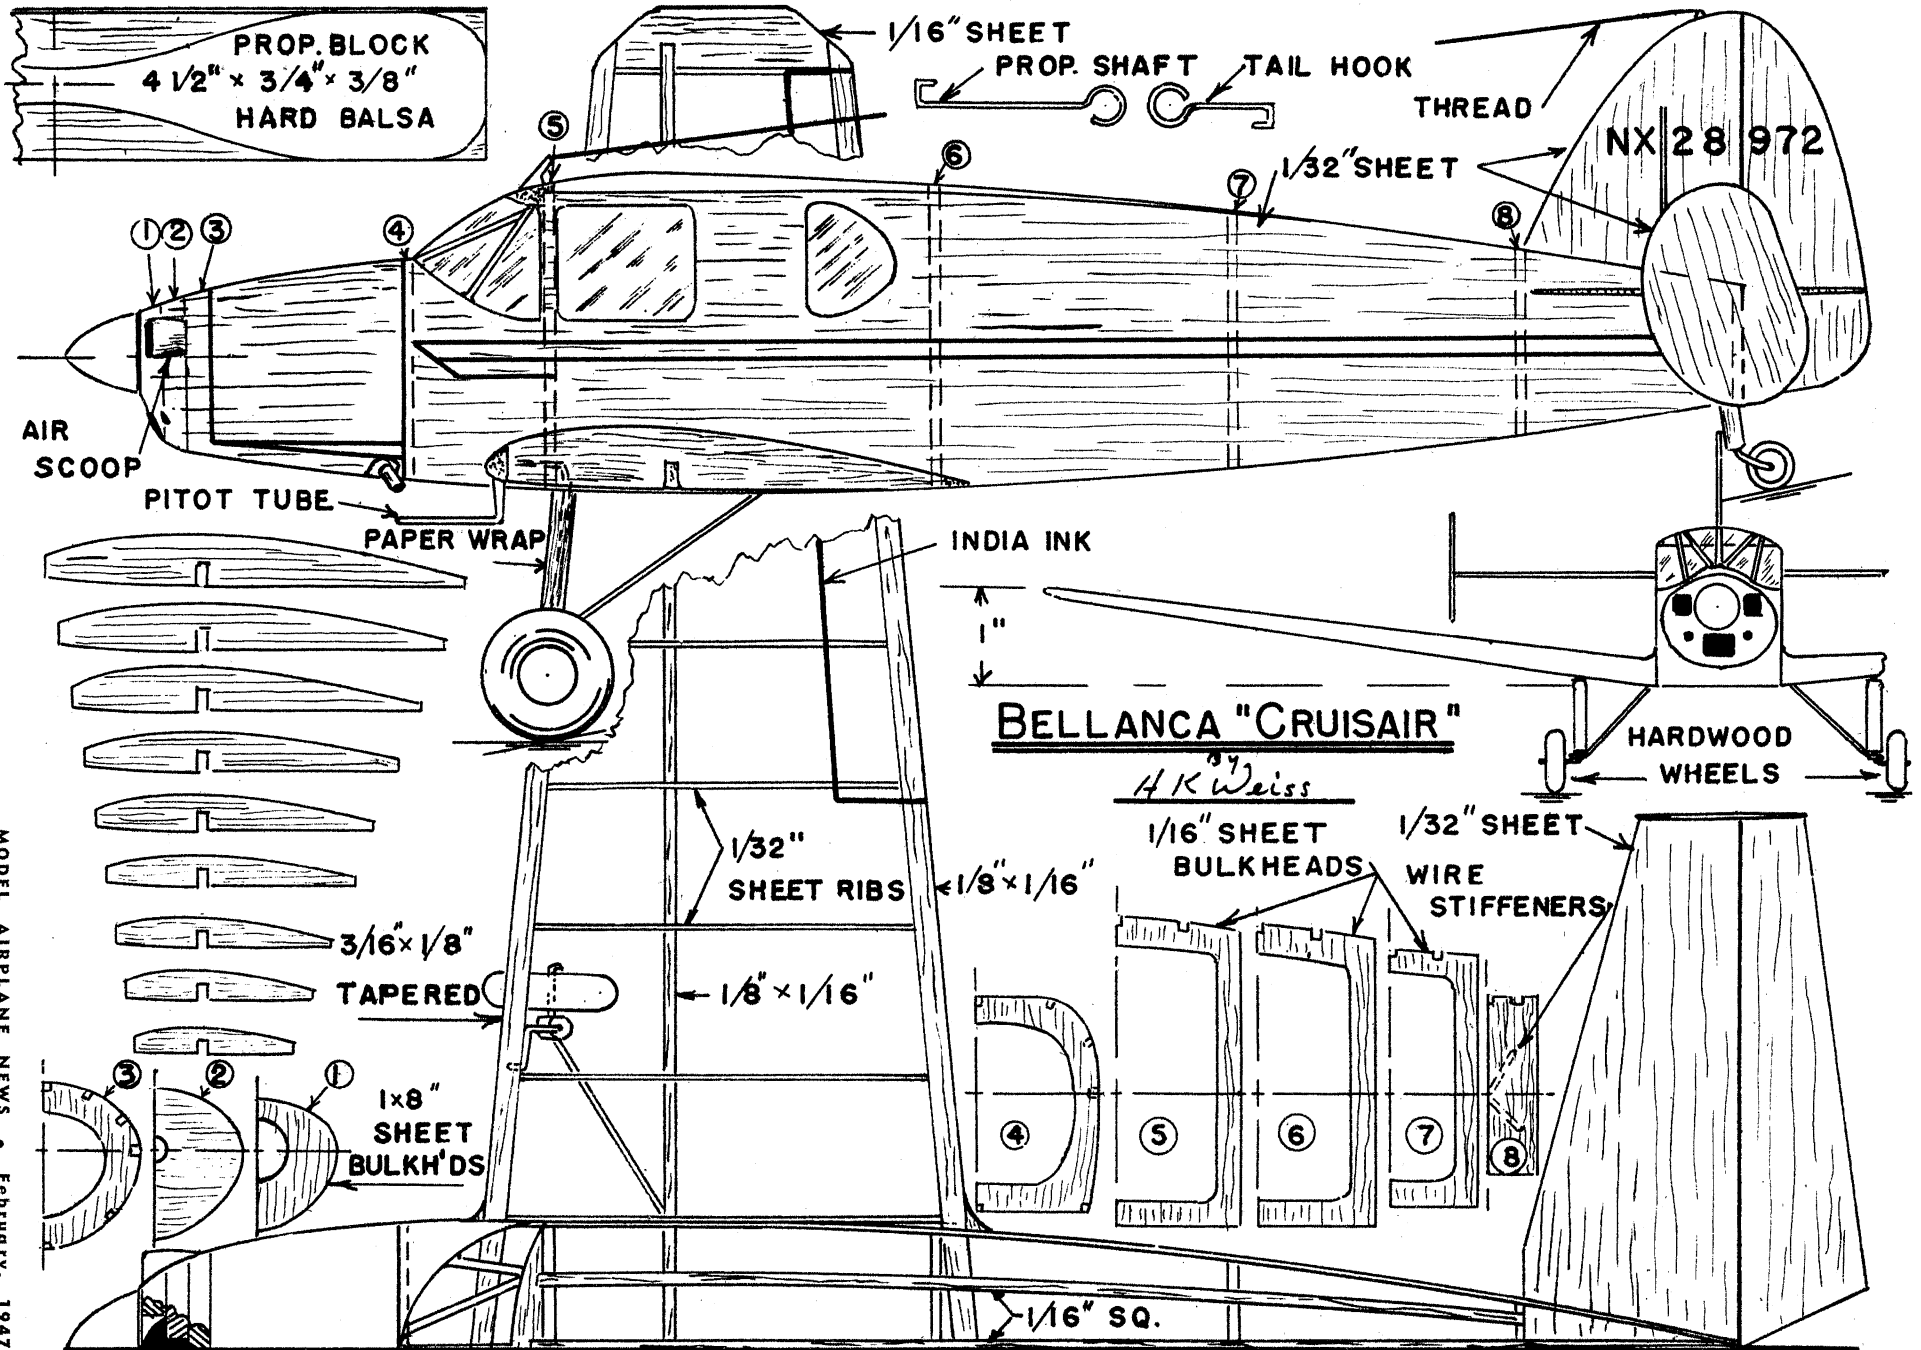 PROP. BLOCK
4 1/2" × 3/4" × 3/8"
HARD BALSA
1/16" SHEET
PROP. SHAFT
TAIL HOOK
THREAD
NX 28 972
1/32" SHEET
5
6
7
8
1
2
3
4
AIR
SCOOP
PITOT TUBE
PAPER WRAP
INDIA INK
1"
BELLANCA "CRUISAIR"
BY
H K Weiss
HARDWOOD
WHEELS
1/32"
SHEET RIBS
1/8" × 1/16"
1/16" SHEET
BULKHEADS
1/32" SHEET
WIRE
STIFFENERS
3/16" × 1/8"
TAPERED
1/8" × 1/16"
3
2
1
1×8"
SHEET
BULKH'DS
4
5
6
7
8
1/16" SQ.
MODEL AIRPLANE NEWS • February, 1947